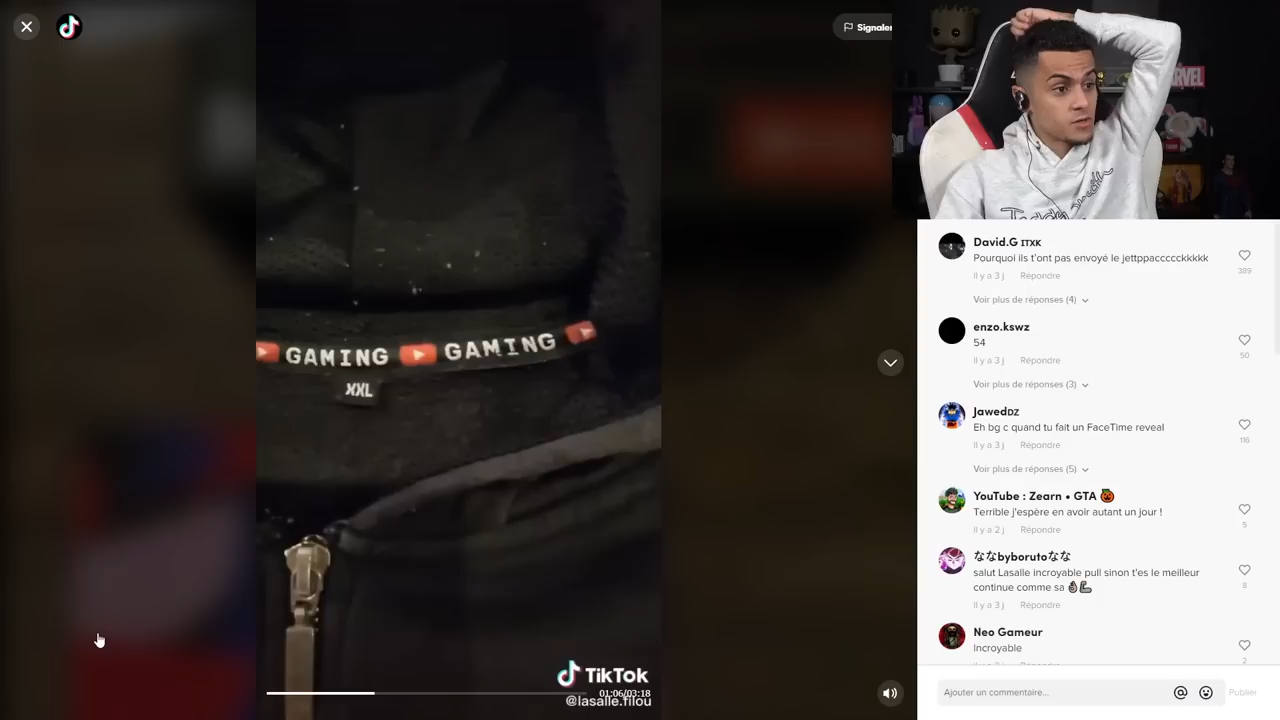 Signaler
MARVEL
GAMING GAMING
XXL
TikTok
@lasalle.filou
01:06/03:18
David.G ITXK
Pourquoi ils t'ont pas envoyé le jettppacccccckkkkk
389
il y a 3 j Répondre
Voir plus de réponses (4)
enzo.kswz
54
50
il y a 3 j Répondre
Voir plus de réponses (3)
JawedDZ
Eh bg c quand tu fait un FaceTime reveal
116
il y a 3 j Répondre
Voir plus de réponses (5)
YouTube : Zearn • GTA 🎃
Terrible j'espère en avoir autant un jour !
5
il y a 2 j Répondre
ななbyborutoなな
salut Lasalle incroyable pull sinon t'es le meilleur
continue comme sa 👌🏿💪🏿
8
il y a 3 j Répondre
Neo Gameur
Incroyable
2
Ajouter un commentaire...
Publier